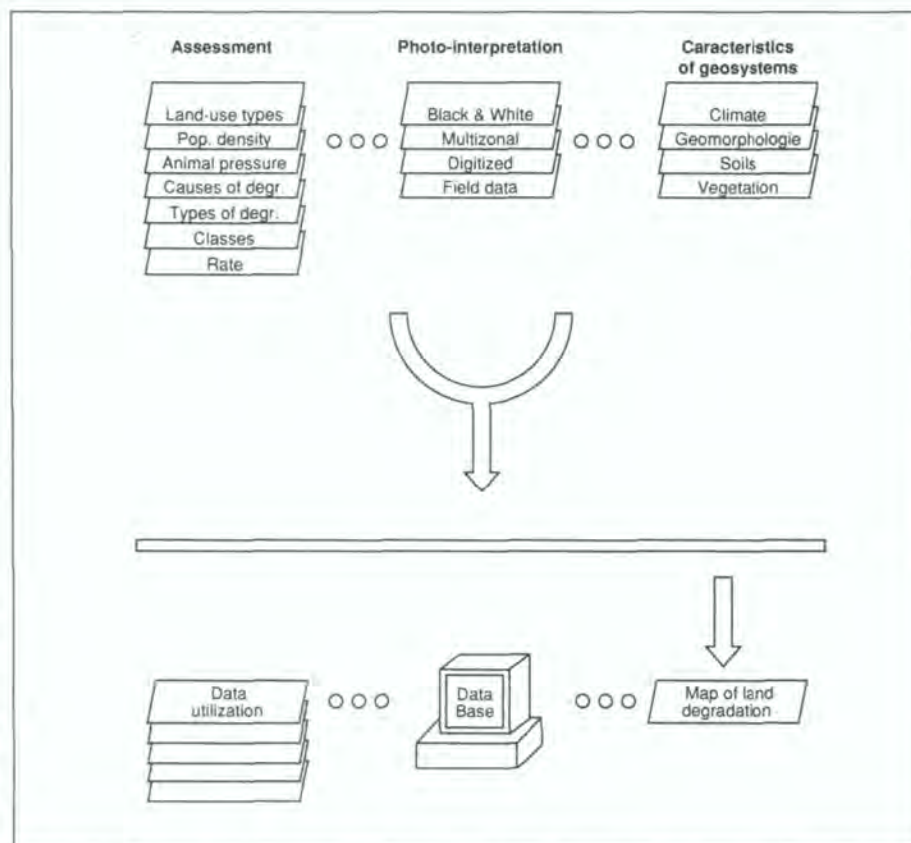 Assessment
Photo-interpretation
Caracteristics
of geosystems
Land-use types
Pop. density
Animal pressure
Causes of degr.
Types of degr.
Classes
Rate
Black & White
Multizonal
Digitized
Field data
Climate
Geomorphologie
Soils
Vegetation
Data
utilization
Data
Base
Map of land
degradation